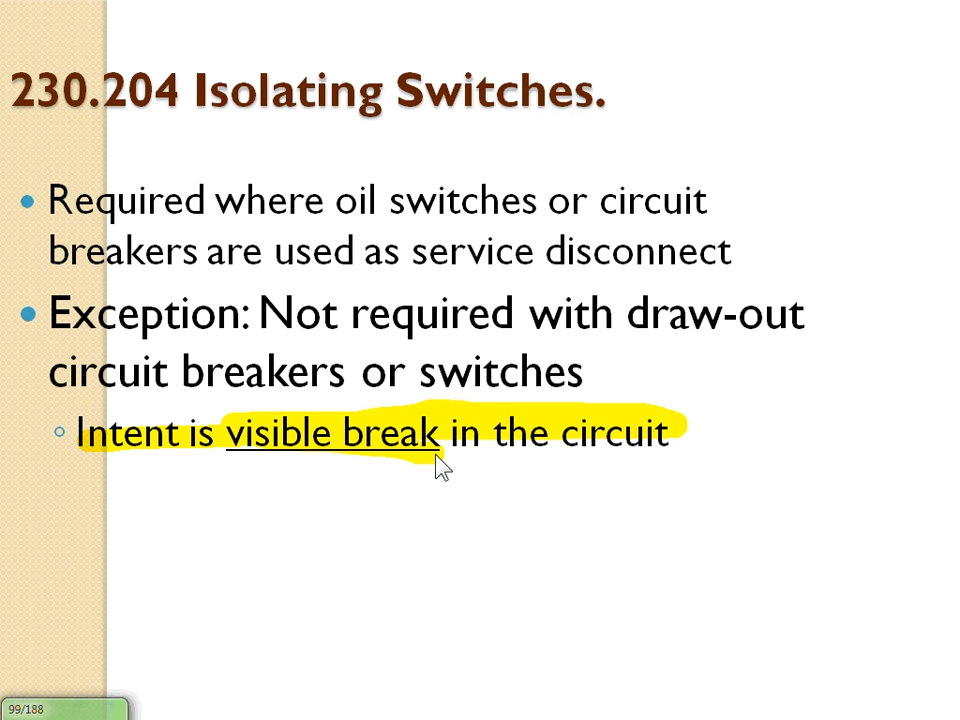 230.204 Isolating Switches.
• Required where oil switches or circuit
breakers are used as service disconnect
• Exception: Not required with draw-out
circuit breakers or switches
◦ Intent is visible break in the circuit
99/188